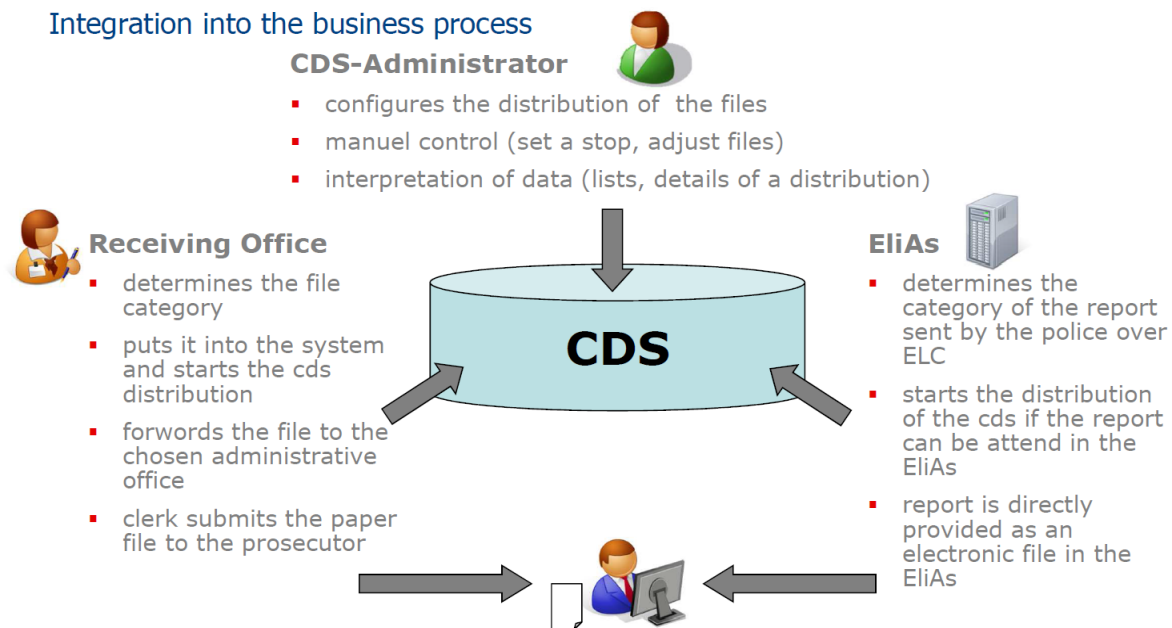 Integration into the business process
CDS-Administrator
configures the distribution of the files
manuel control (set a stop, adjust files)
interpretation of data (lists, details of a distribution)
Receiving Office
determines the file
category
puts it into the system
and starts the cds
distribution
forwords the file to the
chosen administrative
office
clerk submits the paper
file to the prosecutor
CDS
EliAs
determines the
category of the report
sent by the police over
ELC
starts the distribution
of the cds if the report
can be attend in the
EliAs
report is directly
provided as an
electronic file in the
EliAs